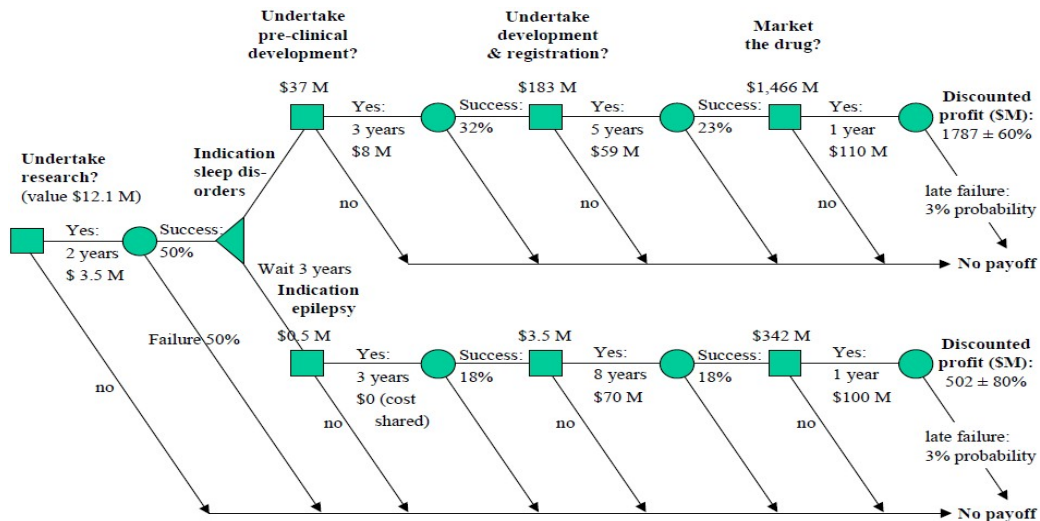 Undertake
pre-clinical
development?
Undertake
development
& registration?
Market
the drug?
$37 M
$183 M
$1,466 M
Yes:
3 years
$8 M
Success:
32%
Yes:
5 years
$59 M
Success:
23%
Yes:
1 year
$110 M
Discounted
profit ($M):
1787 ± 60%
Indication
sleep dis-
orders
no
no
no
late failure:
3% probability
No payoff
Undertake
research?
(value $12.1 M)
Yes:
2 years
$ 3.5 M
Success:
50%
Wait 3 years
Indication
epilepsy
Failure 50%
no
$0.5 M
$3.5 M
$342 M
Yes:
3 years
$0 (cost
shared)
Success:
18%
Yes:
8 years
$70 M
Success:
18%
Yes:
1 year
$100 M
Discounted
profit ($M):
502 ± 80%
no
no
no
late failure:
3% probability
No payoff